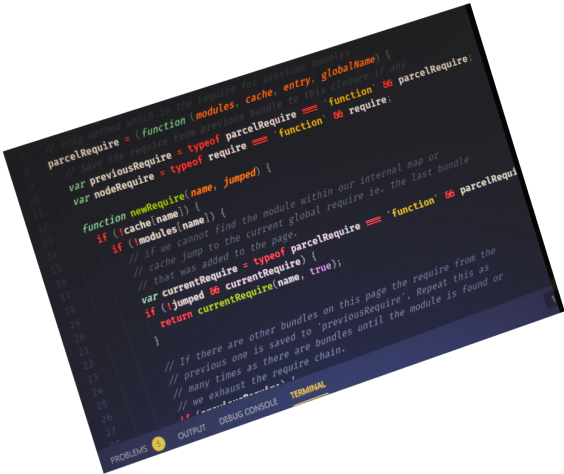 // orig method which is the require for previous bundles
parcelRequire = (function (modules, cache, entry, globalName) {
// Save the require from previous bundle to this closure if any
var previousRequire = typeof parcelRequire === 'function' && parcelRequire;
var nodeRequire = typeof require === 'function' && require;
function newRequire(name, jumped) {
if (!cache[name]) {
if (!modules[name]) {
// if we cannot find the module within our internal map or
// cache jump to the current global require ie. the last bundle
// that was added to the page.
var currentRequire = typeof parcelRequire === 'function' && parcelRequi
if (!jumped && currentRequire) {
return currentRequire(name, true);
}
// If there are other bundles on this page the require from the
// previous one is saved to 'previousRequire'. Repeat this as
// many times as there are bundles until the module is found or
// we exhaust the require chain.
PROBLEMS 5 OUTPUT DEBUG CONSOLE TERMINAL